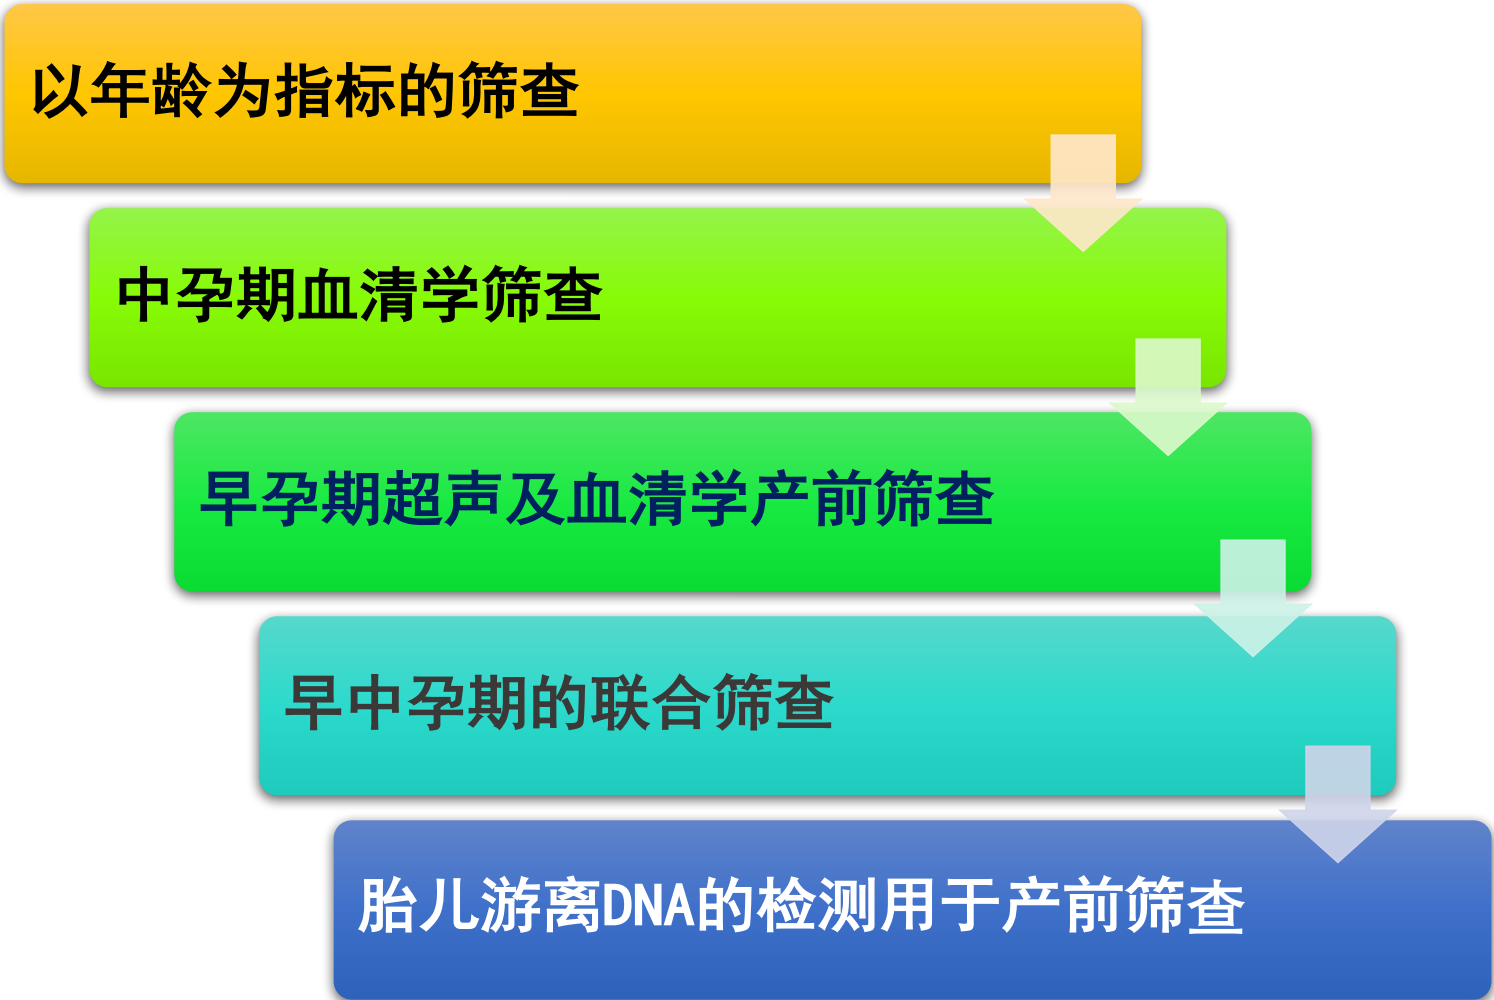 以年龄为指标的筛查
中孕期血清学筛查
早孕期超声及血清学产前筛查
早中孕期的联合筛查
胎儿游离DNA的检测用于产前筛查